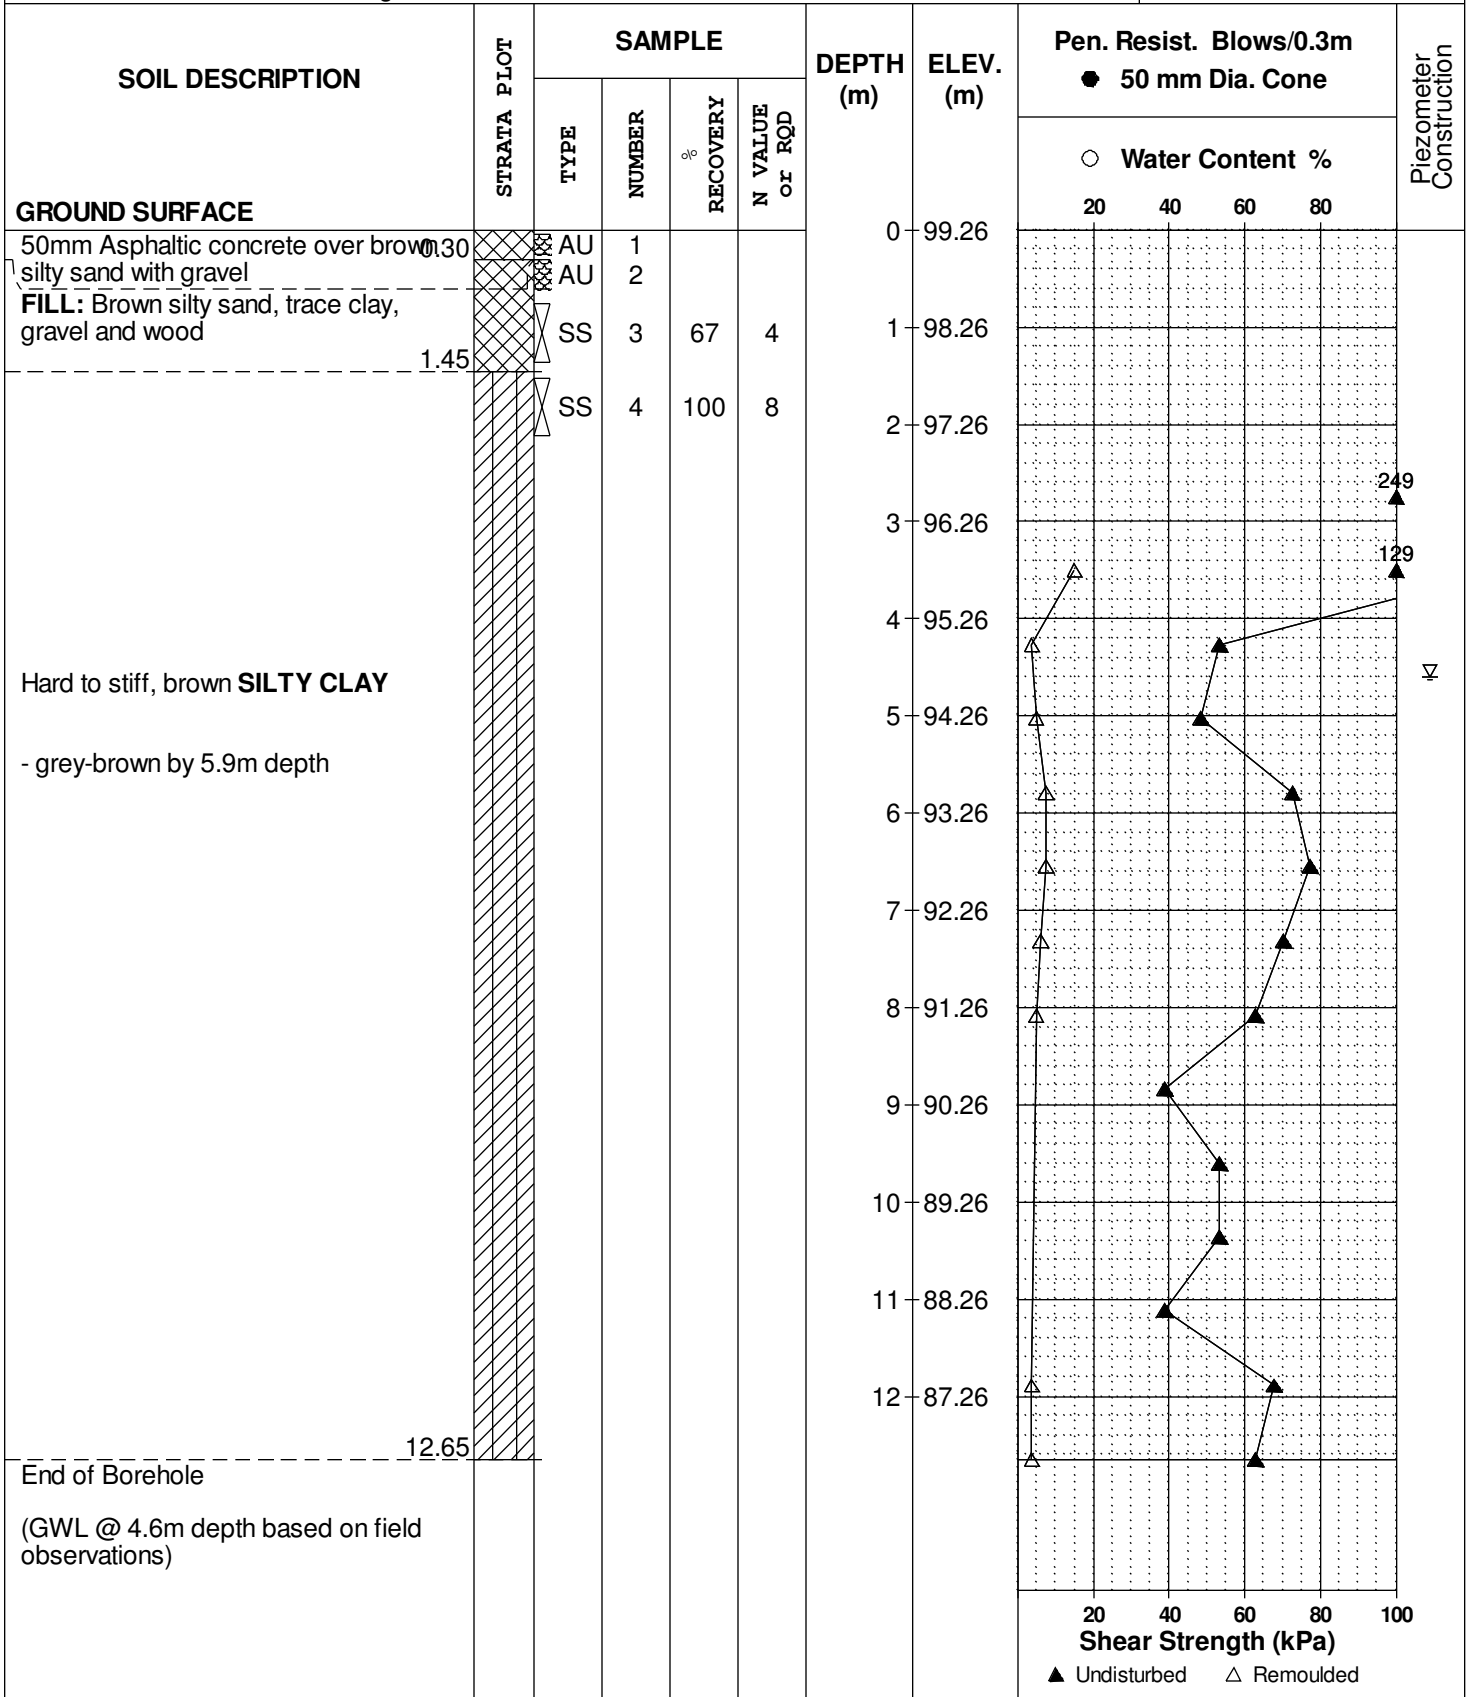 SOIL DESCRIPTION
STRATA PLOT
SAMPLE
TYPE
NUMBER
%
RECOVERY
N VALUE
or RQD
DEPTH
(m)
ELEV.
(m)
Pen. Resist. Blows/0.3m
● 50 mm Dia. Cone
○ Water Content %
Piezometer
Construction
20 40 60 80
GROUND SURFACE
0 99.26
50mm Asphaltic concrete over brown 0.30
silty sand with gravel
AU 1
AU 2
FILL: Brown silty sand, trace clay,
gravel and wood
1.45
SS 3 67 4
1 98.26
SS 4 100 8
2 97.26
249
3 96.26
129
4 95.26
Hard to stiff, brown SILTY CLAY
5 94.26
- grey-brown by 5.9m depth
6 93.26
7 92.26
8 91.26
9 90.26
10 89.26
11 88.26
12 87.26
12.65
End of Borehole
(GWL @ 4.6m depth based on field
observations)
20 40 60 80 100
Shear Strength (kPa)
▲ Undisturbed △ Remoulded